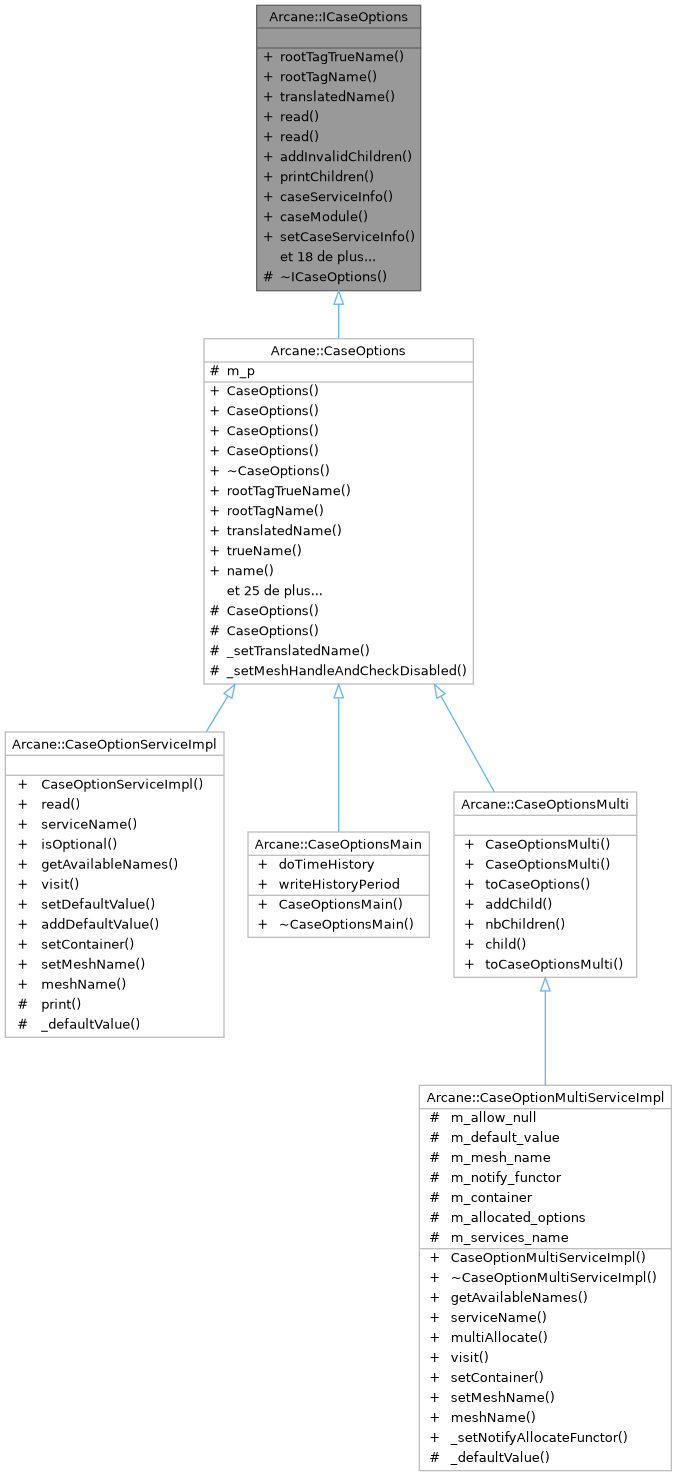 Arcane::ICaseOptions
+ rootTagTrueName()
+ rootTagName()
+ translatedName()
+ read()
+ read()
+ addInvalidChildren()
+ printChildren()
+ caseServiceInfo()
+ caseModule()
+ setCaseServiceInfo()
et 18 de plus...
# ~ICaseOptions()
Arcane::CaseOptions
# m_p
+ CaseOptions()
+ CaseOptions()
+ CaseOptions()
+ CaseOptions()
+ ~CaseOptions()
+ rootTagTrueName()
+ rootTagName()
+ translatedName()
+ trueName()
+ name()
et 25 de plus...
# CaseOptions()
# CaseOptions()
# _setTranslatedName()
# _setMeshHandleAndCheckDisabled()
Arcane::CaseOptionServiceImpl
+ CaseOptionServiceImpl()
+ read()
+ serviceName()
+ isOptional()
+ getAvailableNames()
+ visit()
+ setDefaultValue()
+ addDefaultValue()
+ setContainer()
+ setMeshName()
+ meshName()
# print()
# _defaultValue()
Arcane::CaseOptionsMain
+ doTimeHistory
+ writeHistoryPeriod
+ CaseOptionsMain()
+ ~CaseOptionsMain()
Arcane::CaseOptionsMulti
+ CaseOptionsMulti()
+ CaseOptionsMulti()
+ toCaseOptions()
+ addChild()
+ nbChildren()
+ child()
+ toCaseOptionsMulti()
Arcane::CaseOptionMultiServiceImpl
# m_allow_null
# m_default_value
# m_mesh_name
# m_notify_functor
# m_container
# m_allocated_options
# m_services_name
+ CaseOptionMultiServiceImpl()
+ ~CaseOptionMultiServiceImpl()
+ getAvailableNames()
+ serviceName()
+ multiAllocate()
+ visit()
+ setContainer()
+ setMeshName()
+ meshName()
+ _setNotifyAllocateFunctor()
# _defaultValue()